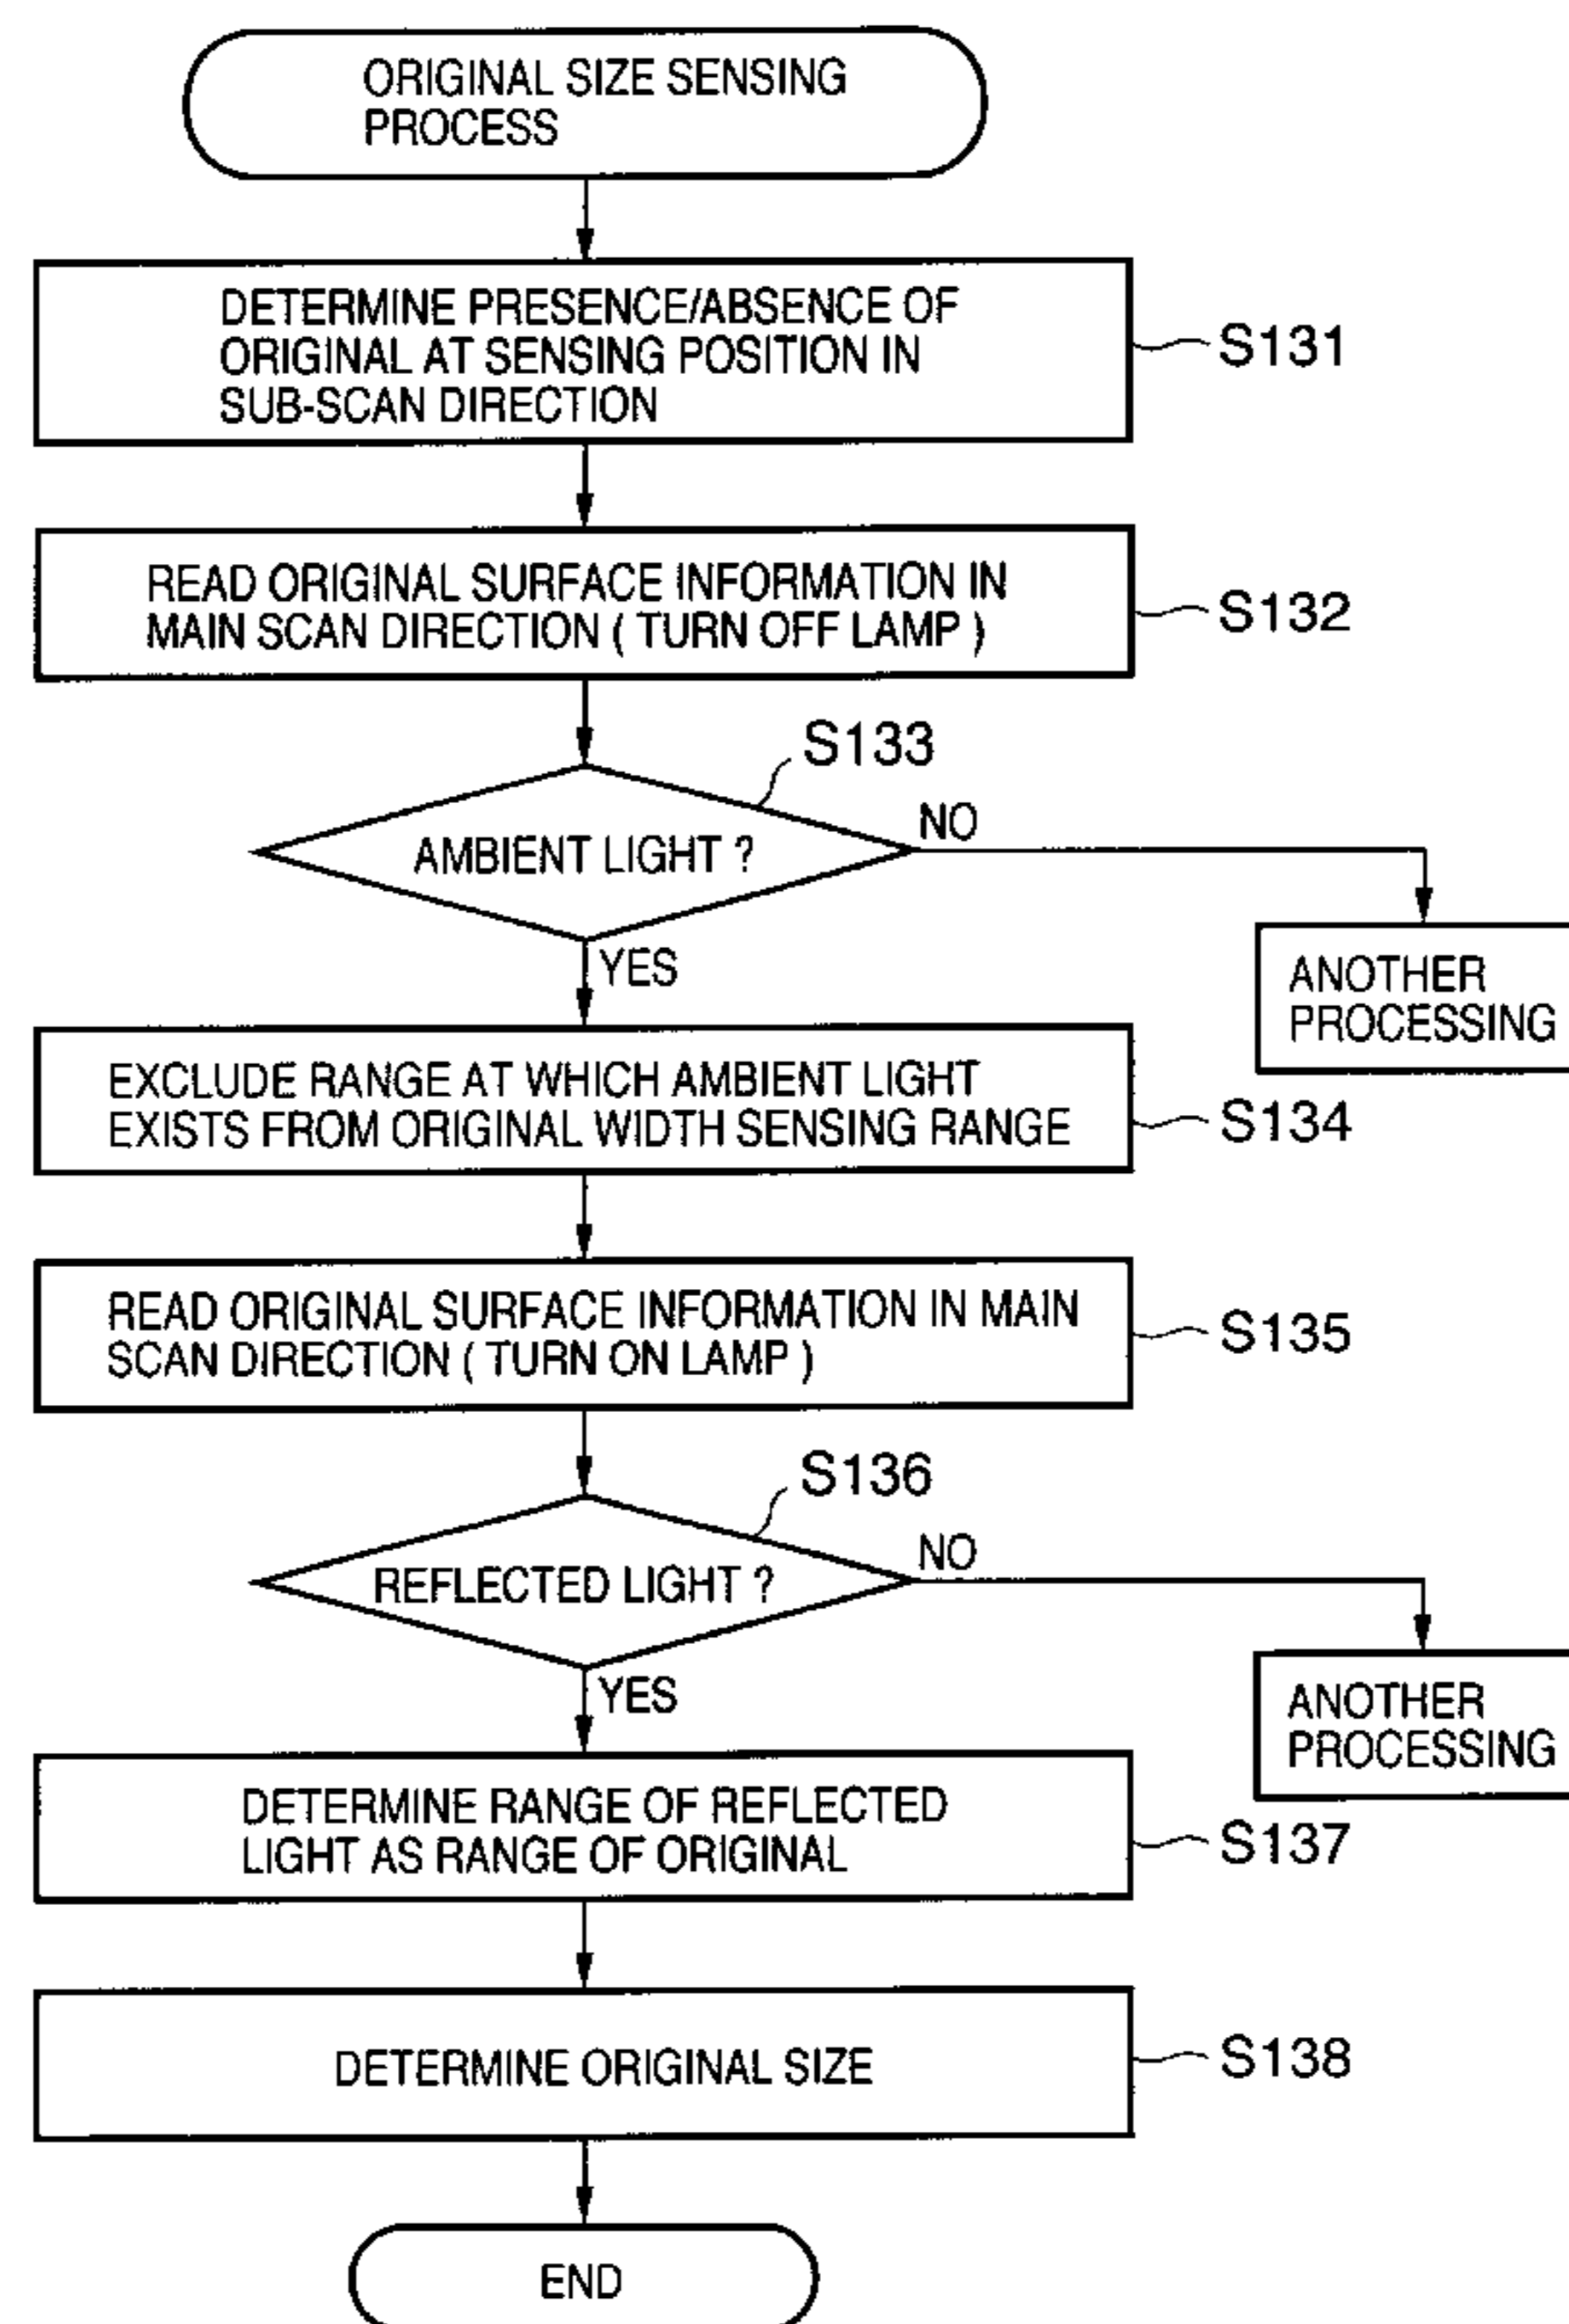 ORIGINAL SIZE SENSING
PROCESS
DETERMINE PRESENCE/ABSENCE OF
ORIGINAL AT SENSING POSITION IN
SUB-SCAN DIRECTION
S131
READ ORIGINAL SURFACE INFORMATION IN
MAIN SCAN DIRECTION ( TURN OFF LAMP )
S132
S133
AMBIENT LIGHT ?
NO
YES
ANOTHER
PROCESSING
EXCLUDE RANGE AT WHICH AMBIENT LIGHT
EXISTS FROM ORIGINAL WIDTH SENSING RANGE
S134
READ ORIGINAL SURFACE INFORMATION IN MAIN
SCAN DIRECTION ( TURN ON LAMP )
S135
S136
REFLECTED LIGHT ?
NO
YES
ANOTHER
PROCESSING
DETERMINE RANGE OF REFLECTED
LIGHT AS RANGE OF ORIGINAL
S137
DETERMINE ORIGINAL SIZE
S138
END